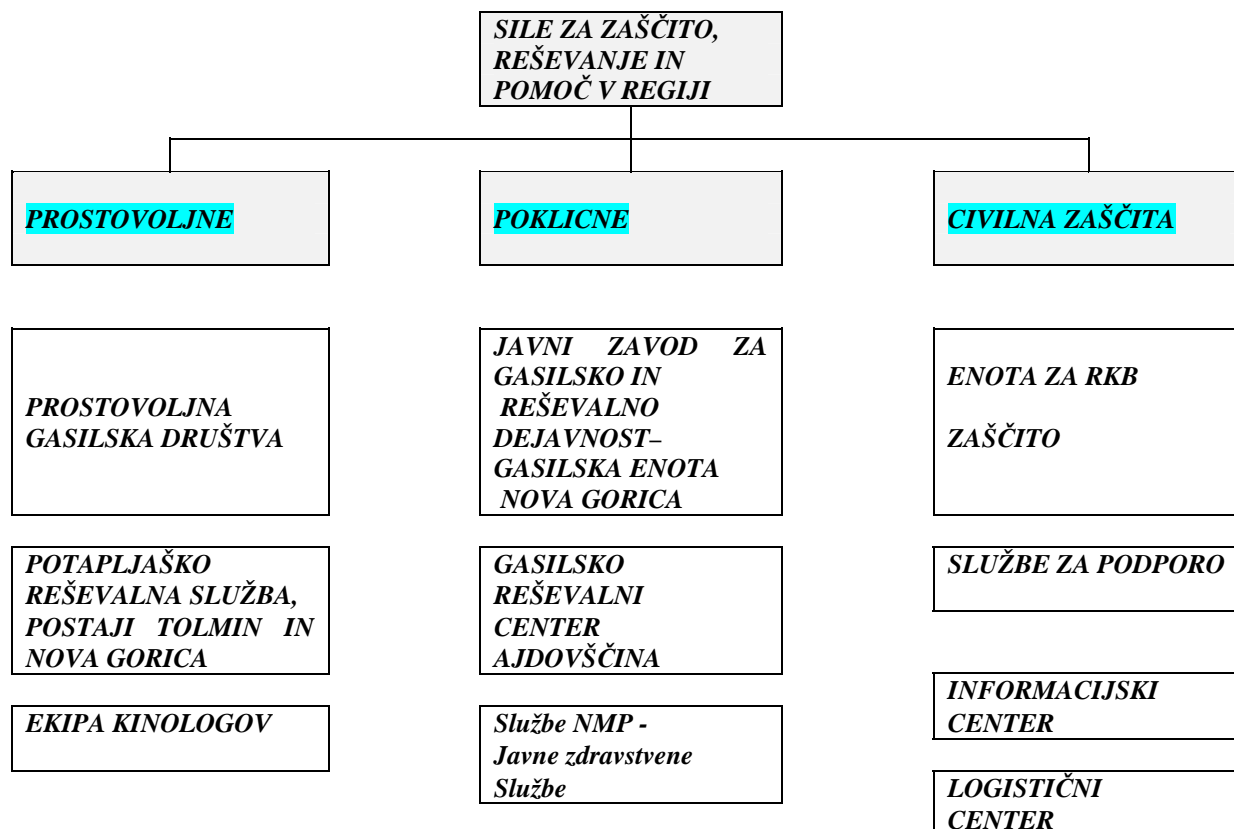 SILE ZA ZAŠČITO,
REŠEVANJE IN
POMOČ V REGIJI
PROSTOVOLJNE
POKLICNE
CIVILNA ZAŠČITA
PROSTOVOLJNA
GASILSKA DRUŠTVA
JAVNI ZAVOD ZA
GASILSKO IN
REŠEVALNO
DEJAVNOST–
GASILSKA ENOTA
NOVA GORICA
ENOTA ZA RKB
ZAŠČITO
POTAPLJAŠKO
REŠEVALNA SLUŽBA,
POSTAJI TOLMIN IN
NOVA GORICA
GASILSKO
REŠEVALNI
CENTER
AJDOVŠČINA
SLUŽBE ZA PODPORO
EKIPA KINOLOGOV
Službe NMP -
Javne zdravstvene
Službe
INFORMACIJSKI
CENTER
LOGISTIČNI
CENTER